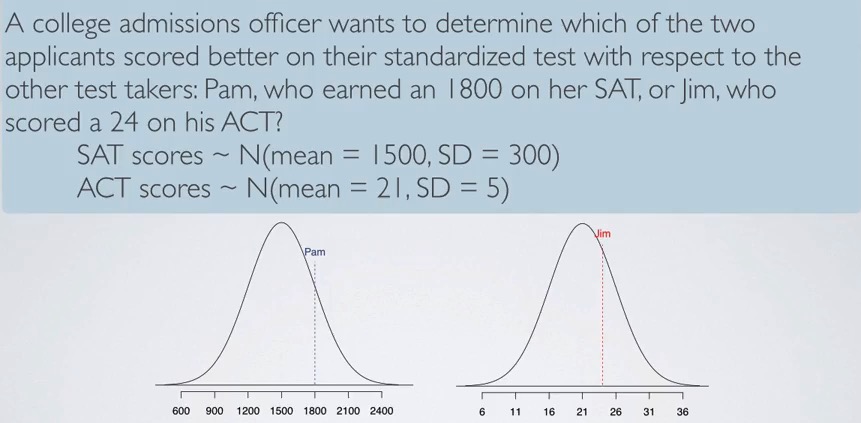 A college admissions officer wants to determine which of the two
applicants scored better on their standardized test with respect to the
other test takers: Pam, who earned an 1800 on her SAT, or Jim, who
scored a 24 on his ACT?
SAT scores ~ N(mean = 1500, SD = 300)
ACT scores ~ N(mean = 21, SD = 5)
Pam
Jim
600 900 1200 1500 1800 2100 2400
6 11 16 21 26 31 36